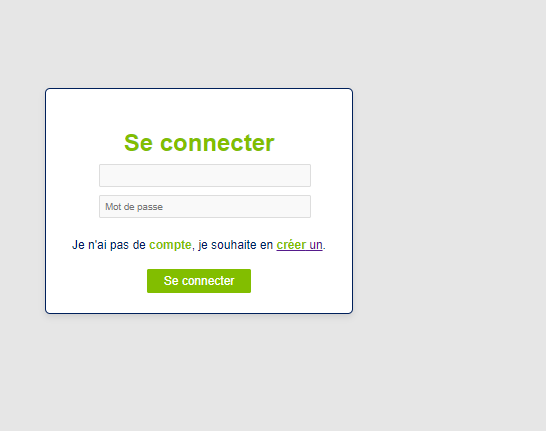 Se connecter
Mot de passe
Je n'ai pas de compte, je souhaite en créer un.
Se connecter